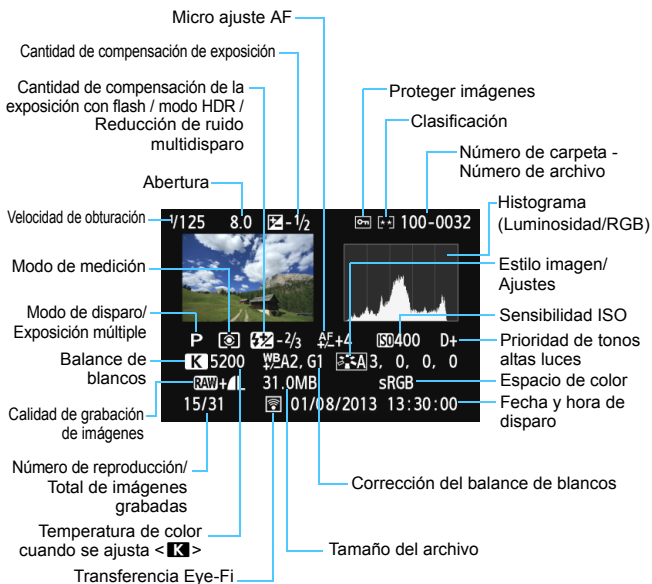 Micro ajuste AF
Cantidad de compensación de exposición
Cantidad de compensación de la
exposición con flash / modo HDR /
Reducción de ruido
multidisparo
Proteger imágenes
Clasificación
Número de carpeta -
Número de archivo
Abertura
Velocidad de obturación
Histograma
(Luminosidad/RGB)
1/125 8.0 -1/2 100-0032
Modo de medición
Estilo imagen/
Ajustes
Modo de disparo/
Exposición múltiple
Sensibilidad ISO
P -2/3 AF+4 ISO400 D+
Prioridad de tonos
altas luces
Balance de
blancos
K 5200 WB A2, G1 A 3, 0, 0, 0
Espacio de color
RAW+L 31.0MB sRGB
Calidad de grabación
de imágenes
15/31 01/08/2013 13:30:00
Fecha y hora de
disparo
Número de reproducción/
Total de imágenes
grabadas
Corrección del balance de blancos
Temperatura de color
cuando se ajusta <K>
Tamaño del archivo
Transferencia Eye-Fi